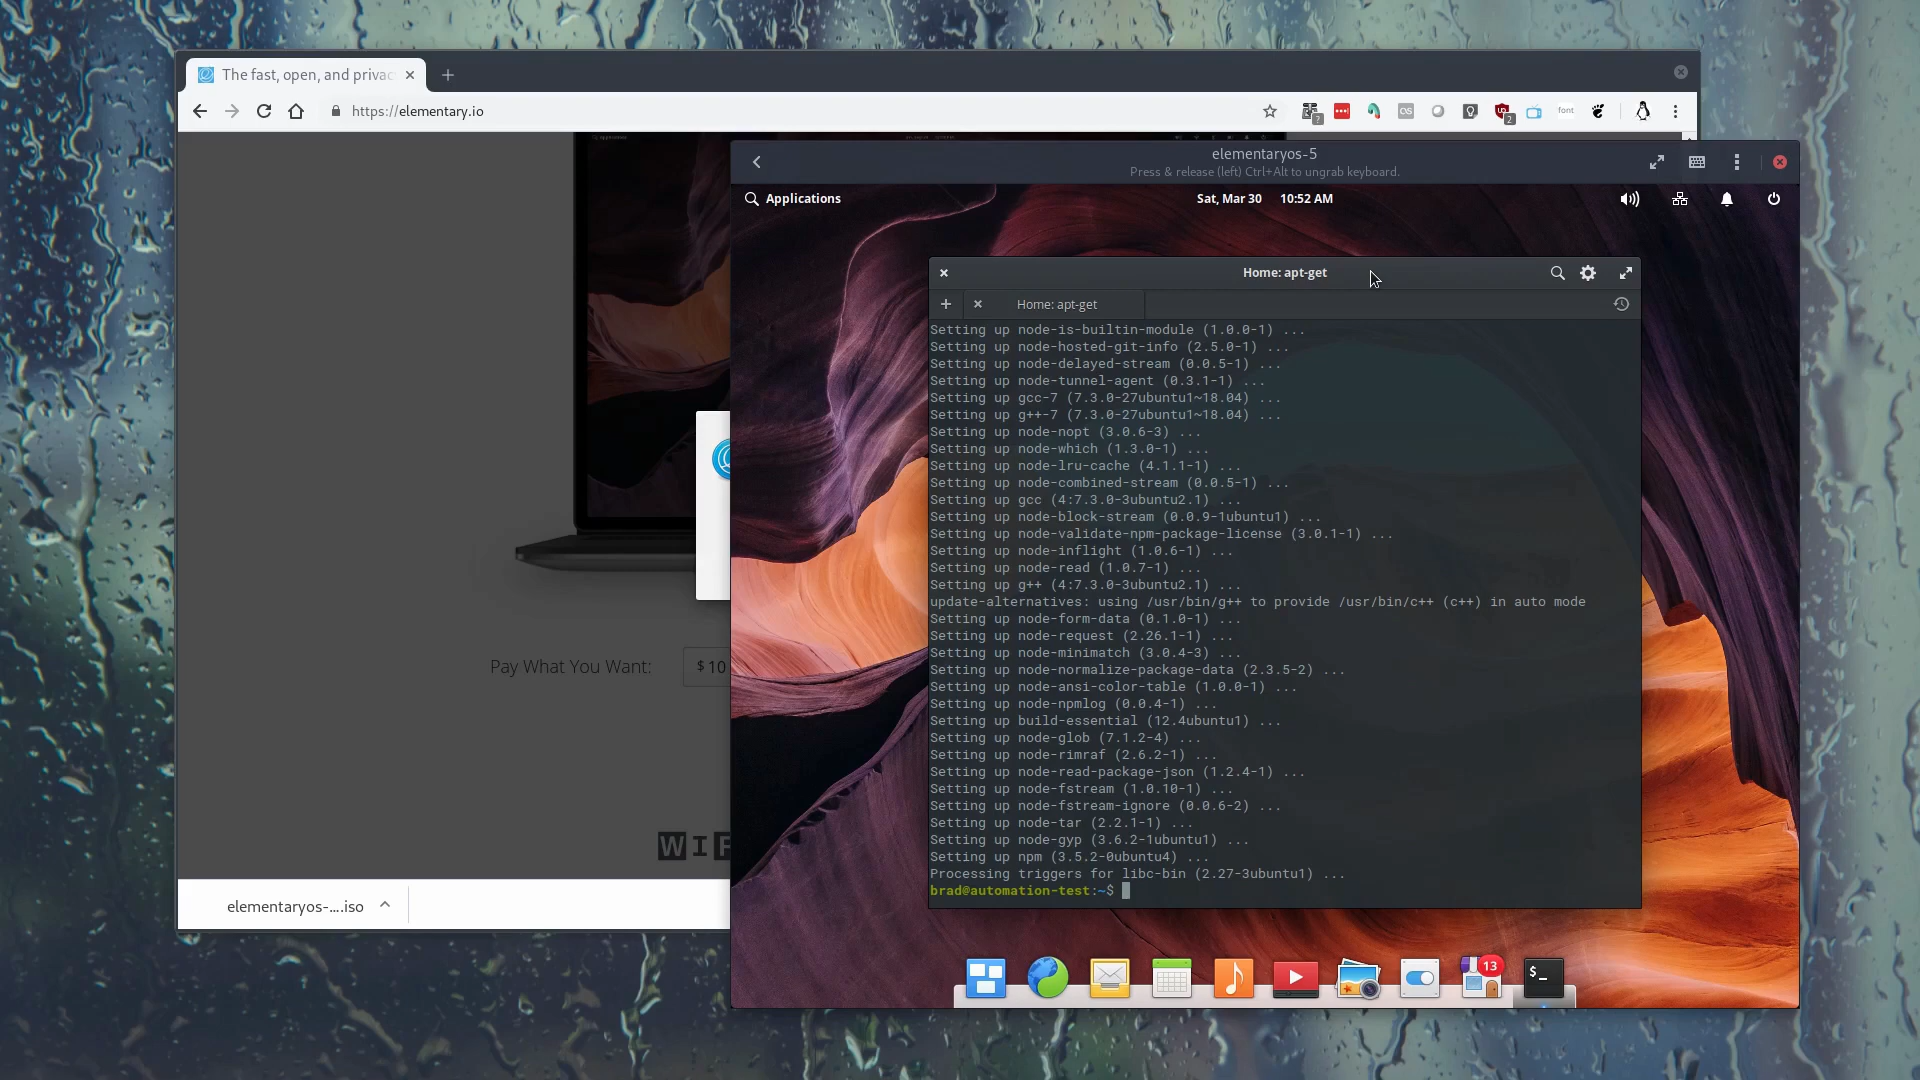 The fast, open, and privac
https://elementary.io
?
2
font
elementaryos-5
Press & release (left) Ctrl+Alt to ungrab keyboard.
Applications
Sat, Mar 30 10:52 AM
Home: apt-get
Home: apt-get
Setting up node-is-builtin-module (1.0.0-1) ...
Setting up node-hosted-git-info (2.5.0-1) ...
Setting up node-delayed-stream (0.0.5-1) ...
Setting up node-tunnel-agent (0.3.1-1) ...
Setting up gcc-7 (7.3.0-27ubuntu1~18.04) ...
Setting up g++-7 (7.3.0-27ubuntu1~18.04) ...
Setting up node-nopt (3.0.6-3) ...
Setting up node-which (1.3.0-1) ...
Setting up node-lru-cache (4.1.1-1) ...
Setting up node-combined-stream (0.0.5-1) ...
Setting up gcc (4:7.3.0-3ubuntu2.1) ...
Setting up node-block-stream (0.0.9-1ubuntu1) ...
Setting up node-validate-npm-package-license (3.0.1-1) ...
Setting up node-inflight (1.0.6-1) ...
Setting up node-read (1.0.7-1) ...
Setting up g++ (4:7.3.0-3ubuntu2.1) ...
update-alternatives: using /usr/bin/g++ to provide /usr/bin/c++ (c++) in auto mode
Setting up node-form-data (0.1.0-1) ...
Setting up node-request (2.26.1-1) ...
Setting up node-minimatch (3.0.4-3) ...
Setting up node-normalize-package-data (2.3.5-2) ...
Setting up node-ansi-color-table (1.0.0-1) ...
Setting up node-npmlog (0.0.4-1) ...
Setting up build-essential (12.4ubuntu1) ...
Setting up node-glob (7.1.2-4) ...
Setting up node-rimraf (2.6.2-1) ...
Setting up node-read-package-json (1.2.4-1) ...
Setting up node-fstream (1.0.10-1) ...
Setting up node-fstream-ignore (0.0.6-2) ...
Setting up node-tar (2.2.1-1) ...
Setting up node-gyp (3.6.2-1ubuntu1) ...
Setting up npm (3.5.2-0ubuntu4) ...
Processing triggers for libc-bin (2.27-3ubuntu1) ...
brad@automation-test:~$
Pay What You Want:
$ 10
WI
elementaryos-....iso
13
$_